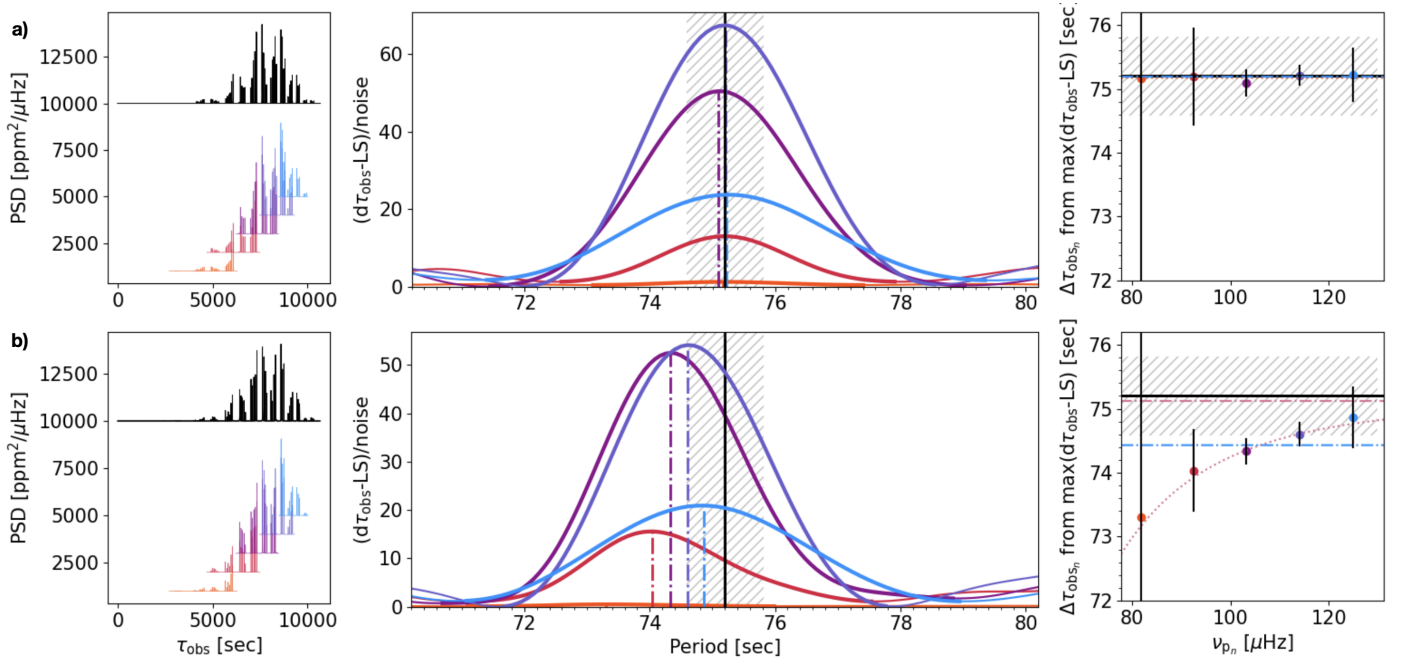 a)
PSD [ppm²/μHz]
12500
10000
7500
5000
2500
0 5000 10000
(dτobs-LS)/noise
60
40
20
0
72 74 76 78 80
Δτobsₙ from max(dτobs-LS) [sec]
76
75
74
73
72
80 100 120
b)
PSD [ppm²/μHz]
12500
10000
7500
5000
2500
0 5000 10000
τobs [sec]
(dτobs-LS)/noise
50
40
30
20
10
0
72 74 76 78 80
Period [sec]
Δτobsₙ from max(dτobs-LS) [sec]
76
75
74
73
72
80 100 120
νpₙ [μHz]